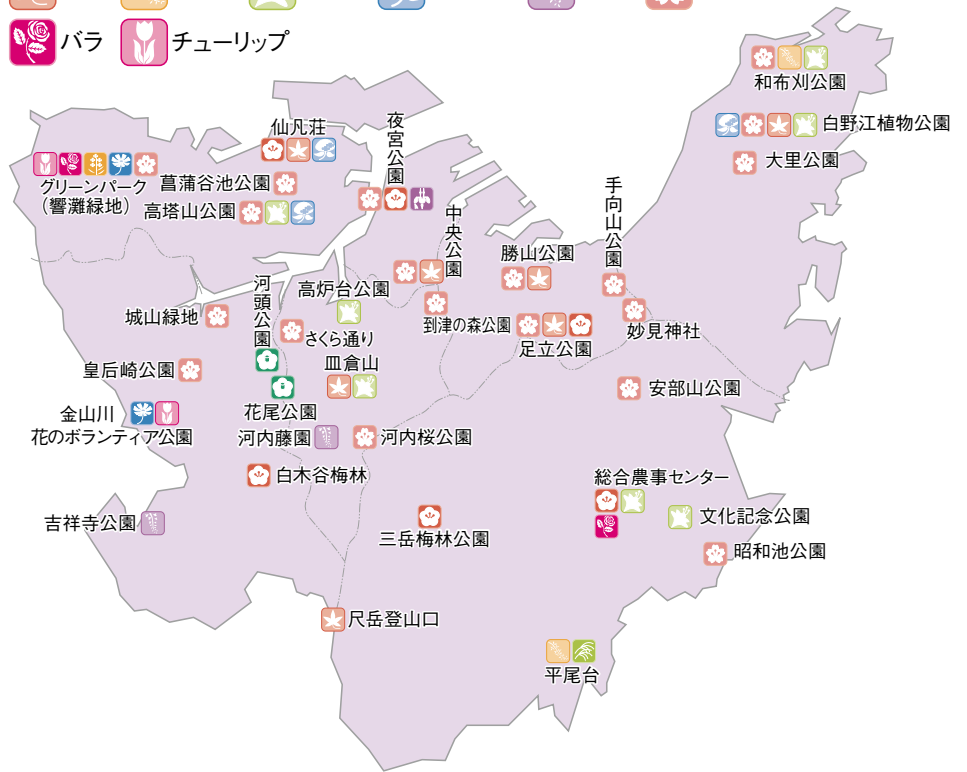 バラ チューリップ
和布刈公園
白野江植物公園
大里公園
仙凡荘
夜宮公園
グリーンパーク
(響灘緑地)
菖蒲谷池公園
高塔山公園
手向山公園
中央公園
勝山公園
河頭公園
高炉台公園
城山緑地
さくら通り
到津の森公園
足立公園
妙見神社
皇后崎公園
皿倉山
安部山公園
金山川
花のボランティア公園
花尾公園
河内藤園
河内桜公園
白木谷梅林
総合農事センター
吉祥寺公園
三岳梅林公園
文化記念公園
昭和池公園
尺岳登山口
平尾台